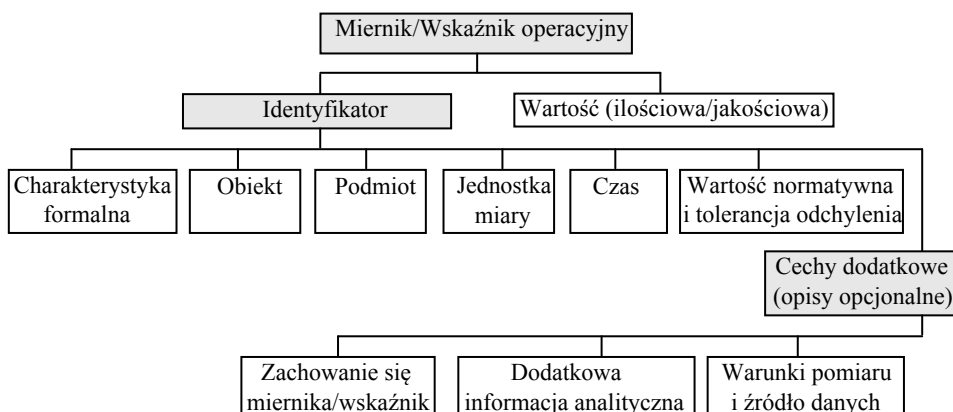 Miernik/Wskaźnik operacyjny
Identyfikator
Wartość (ilościowa/jakościowa)
Charakterystyka
formalna
Obiekt
Podmiot
Jednostka
miary
Czas
Wartość normatywna
i tolerancja odchylenia
Cechy dodatkowe
(opisy opcjonalne)
Zachowanie się
miernika/wskaźnik
Dodatkowa
informacja analityczna
Warunki pomiaru
i źródło danych